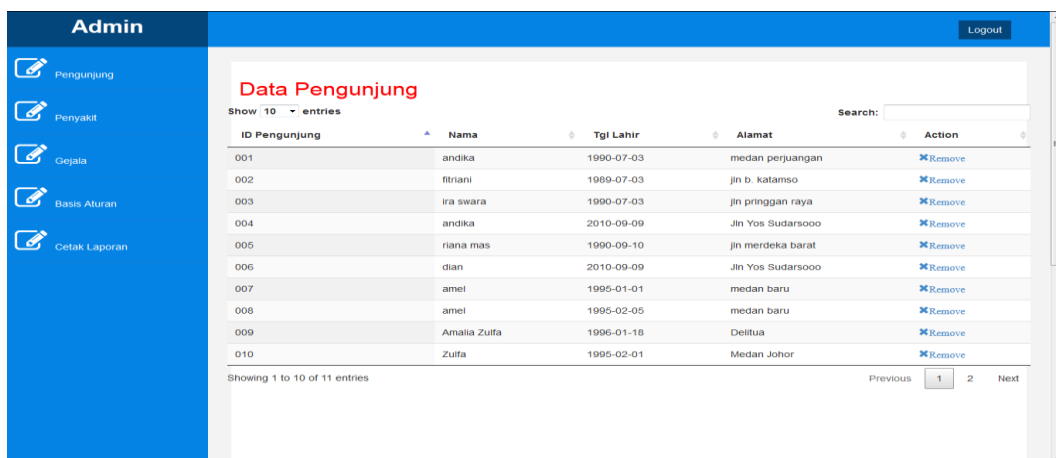 Admin
Logout
Pengunjung
Penyakit
Gejala
Basis Aturan
Cetak Laporan
Data Pengunjung
Show 10 entries Search:
ID Pengunjung Nama Tgl Lahir Alamat Action
001 andika 1990-07-03 medan perjuangan Remove
002 fitriani 1989-07-03 jln b. katamso Remove
003 ira swara 1990-07-03 jln pringgan raya Remove
004 andika 2010-09-09 Jln Yos Sudarsooo Remove
005 riana mas 1990-09-10 jln merdeka barat Remove
006 dian 2010-09-09 Jln Yos Sudarsooo Remove
007 amel 1995-01-01 medan baru Remove
008 amel 1995-02-05 medan baru Remove
009 Amalia Zulfa 1996-01-18 Delitua Remove
010 Zulfa 1995-02-01 Medan Johor Remove
Showing 1 to 10 of 11 entries Previous 1 2 Next